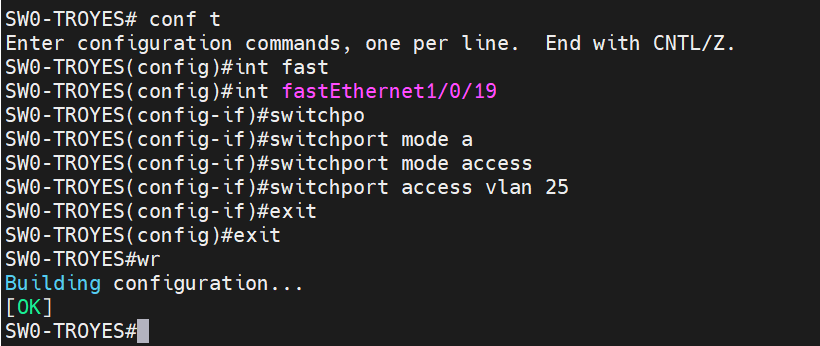 SW0-TROYES# conf t
Enter configuration commands, one per line.  End with CNTL/Z.
SW0-TROYES(config)#int fast
SW0-TROYES(config)#int fastEthernet1/0/19
SW0-TROYES(config-if)#switchpo
SW0-TROYES(config-if)#switchport mode a
SW0-TROYES(config-if)#switchport mode access
SW0-TROYES(config-if)#switchport access vlan 25
SW0-TROYES(config-if)#exit
SW0-TROYES(config)#exit
SW0-TROYES#wr
Building configuration...
[OK]
SW0-TROYES#